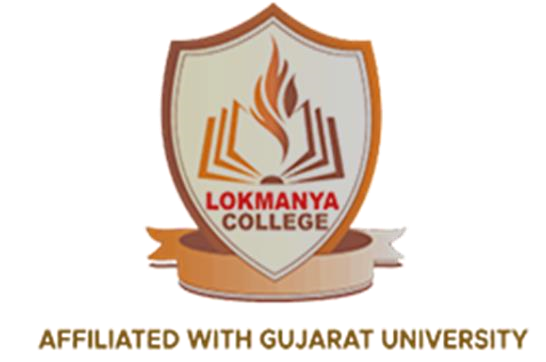 LOKMANYA
COLLEGE
AFFILIATED WITH GUJARAT UNIVERSITY